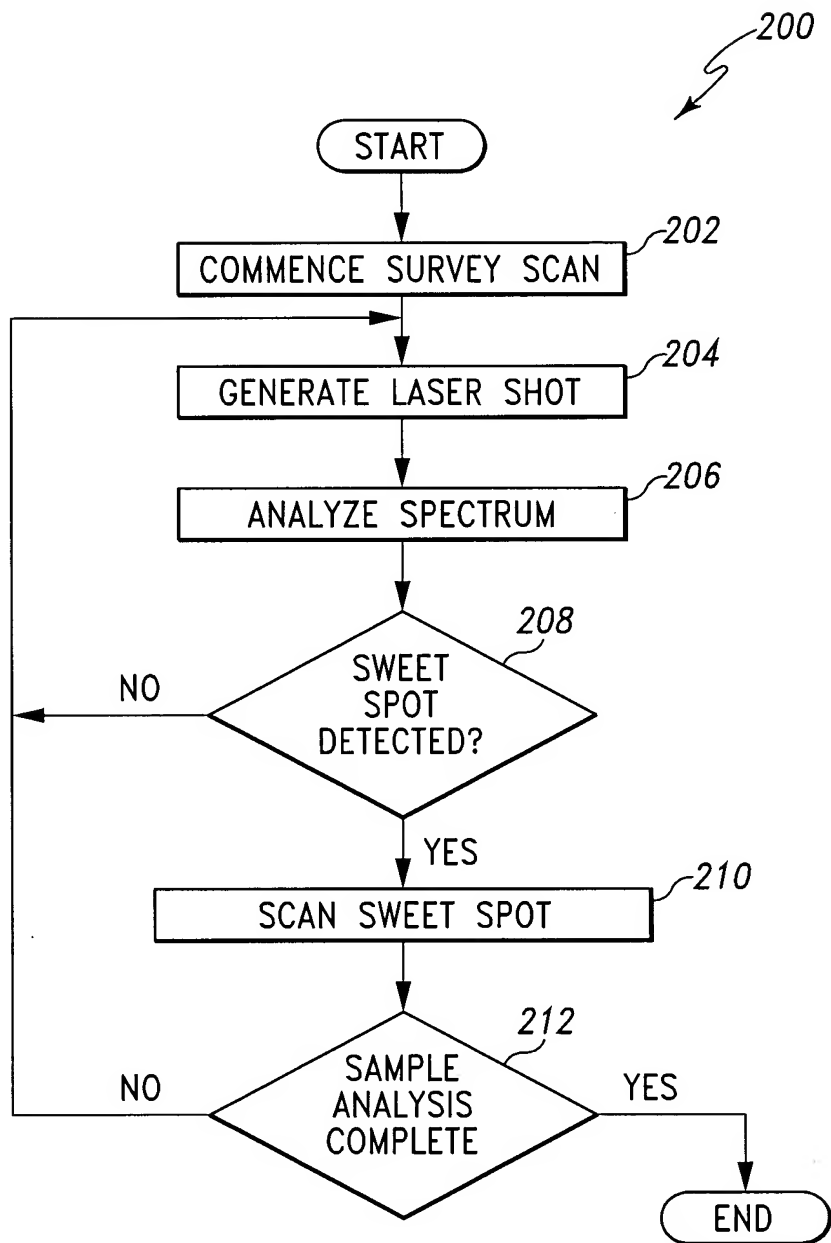 200
START
202
COMMENCE SURVEY SCAN
204
GENERATE LASER SHOT
206
ANALYZE SPECTRUM
208
SWEET
SPOT
DETECTED?
NO
YES
210
SCAN SWEET SPOT
212
SAMPLE
ANALYSIS
COMPLETE
NO
YES
END